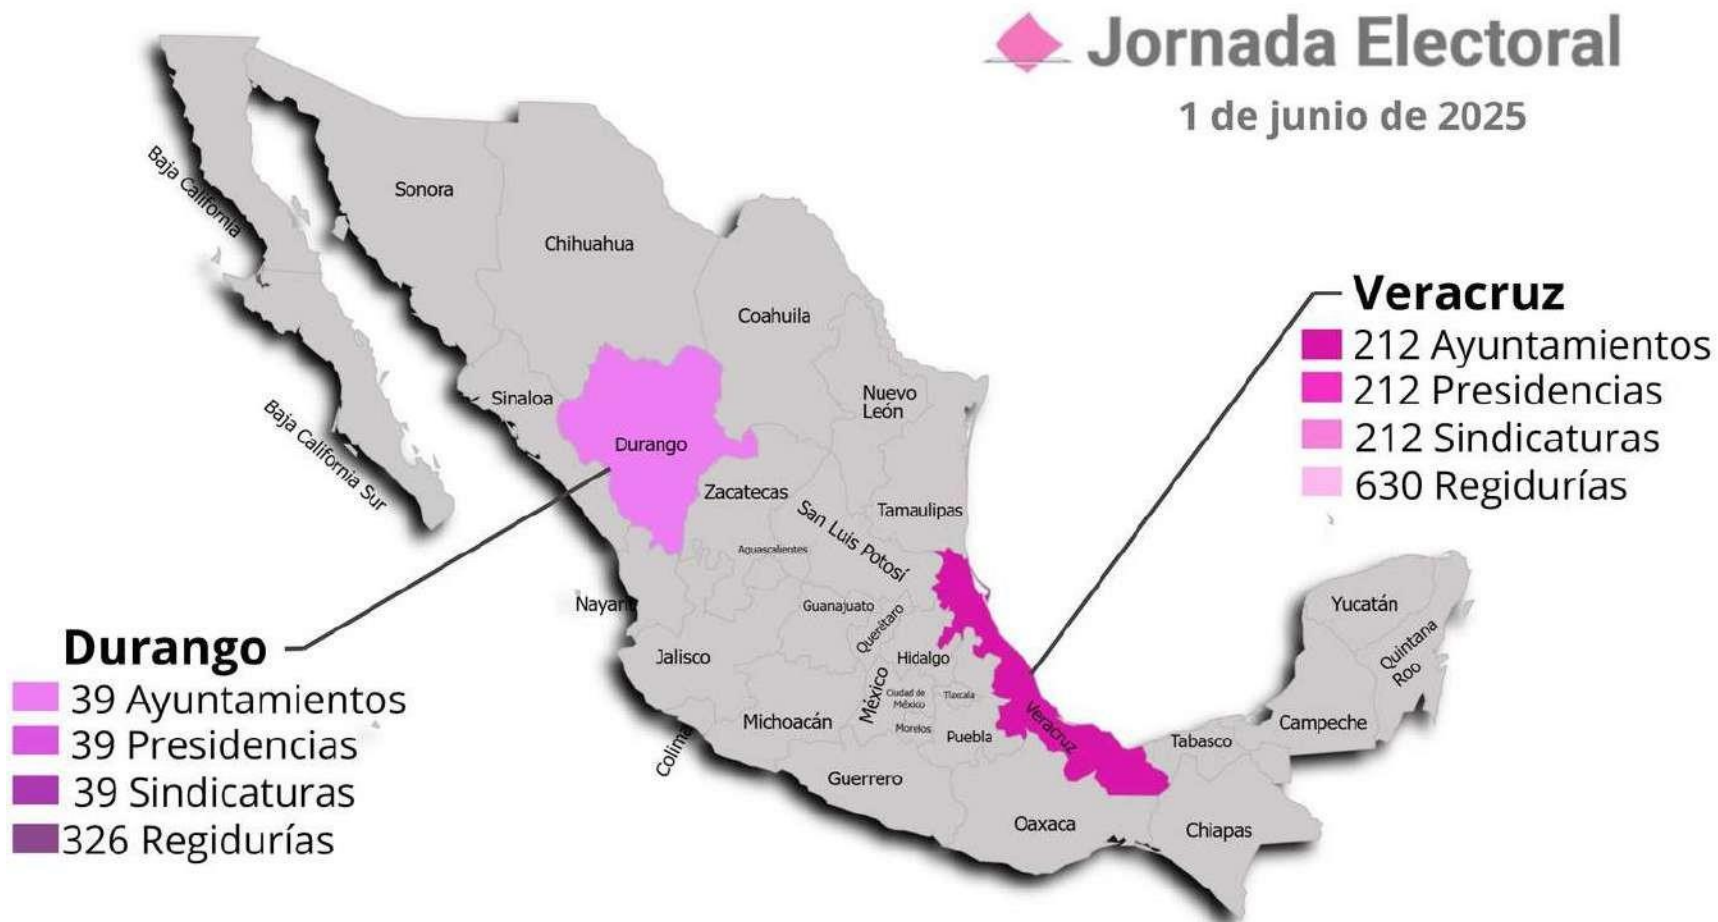 Jornada Electoral
1 de junio de 2025
Baja California
Sonora
Chihuahua
Coahuila
Sinaloa
Nuevo
León
Durango
Baja California Sur
Zacatecas
San Luis Potosí
Tamaulipas
Aguascalientes
Nayarit
Guanajuato
Querétaro
Jalisco
Hidalgo
México
Ciudad de
México
Tlaxcala
Morelos
Puebla
Michoacán
Colima
Guerrero
Veracruz
Oaxaca
Tabasco
Chiapas
Campeche
Yucatán
Quintana
Roo
Veracruz
212 Ayuntamientos
212 Presidencias
212 Sindicaturas
630 Regidurías
Durango
39 Ayuntamientos
39 Presidencias
39 Sindicaturas
326 Regidurías